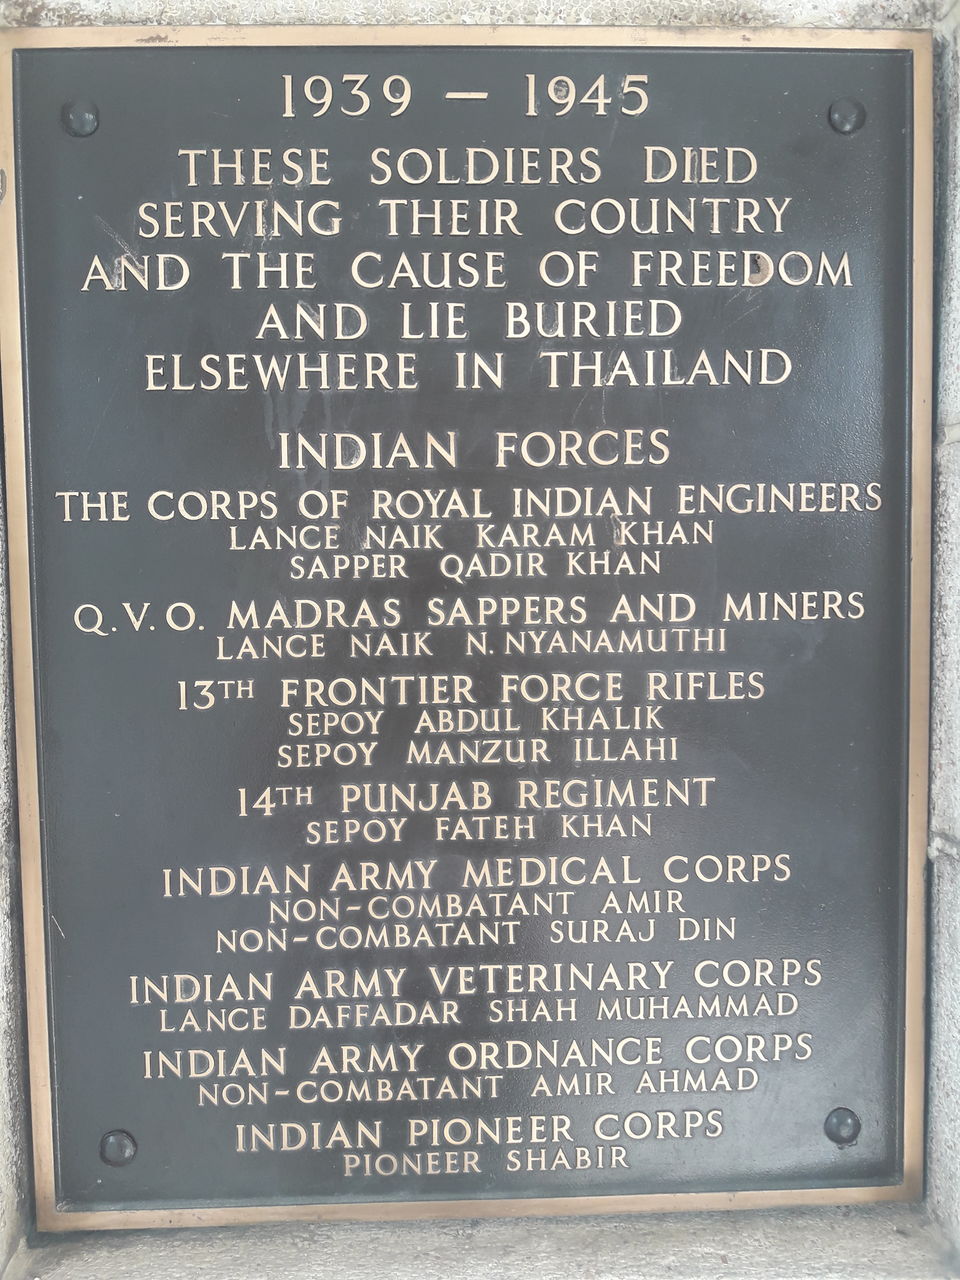 1939 – 1945
THESE SOLDIERS DIED
SERVING THEIR COUNTRY
AND THE CAUSE OF FREEDOM
AND LIE BURIED
ELSEWHERE IN THAILAND
INDIAN FORCES
THE CORPS OF ROYAL INDIAN ENGINEERS
LANCE NAIK KARAM KHAN
SAPPER QADIR KHAN
Q.V.O. MADRAS SAPPERS AND MINERS
LANCE NAIK N. NYANAMUTHI
13TH FRONTIER FORCE RIFLES
SEPOY ABDUL KHALIK
SEPOY MANZUR ILLAHI
14TH PUNJAB REGIMENT
SEPOY FATEH KHAN
INDIAN ARMY MEDICAL CORPS
NON-COMBATANT AMIR
NON-COMBATANT SURAJ DIN
INDIAN ARMY VETERINARY CORPS
LANCE DAFFADAR SHAH MUHAMMAD
INDIAN ARMY ORDNANCE CORPS
NON-COMBATANT AMIR AHMAD
INDIAN PIONEER CORPS
PIONEER SHABIR